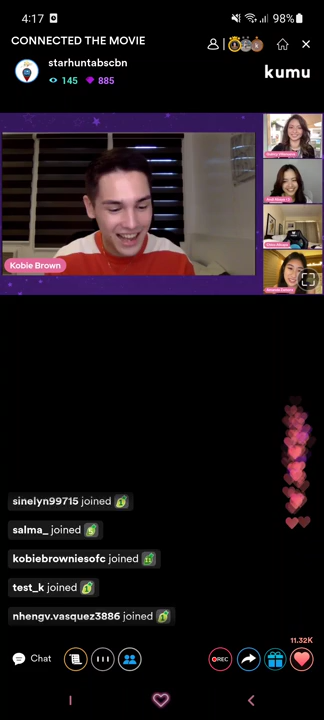 4:17
98%
CONNECTED THE MOVIE
starhuntabscbn
145 885
kumu
Kobie Brown
sinelyn99715 joined
salma_ joined
kobiebrowniesofc joined
test_k joined
nhengv.vasquez3886 joined
11.32K
Chat
REC